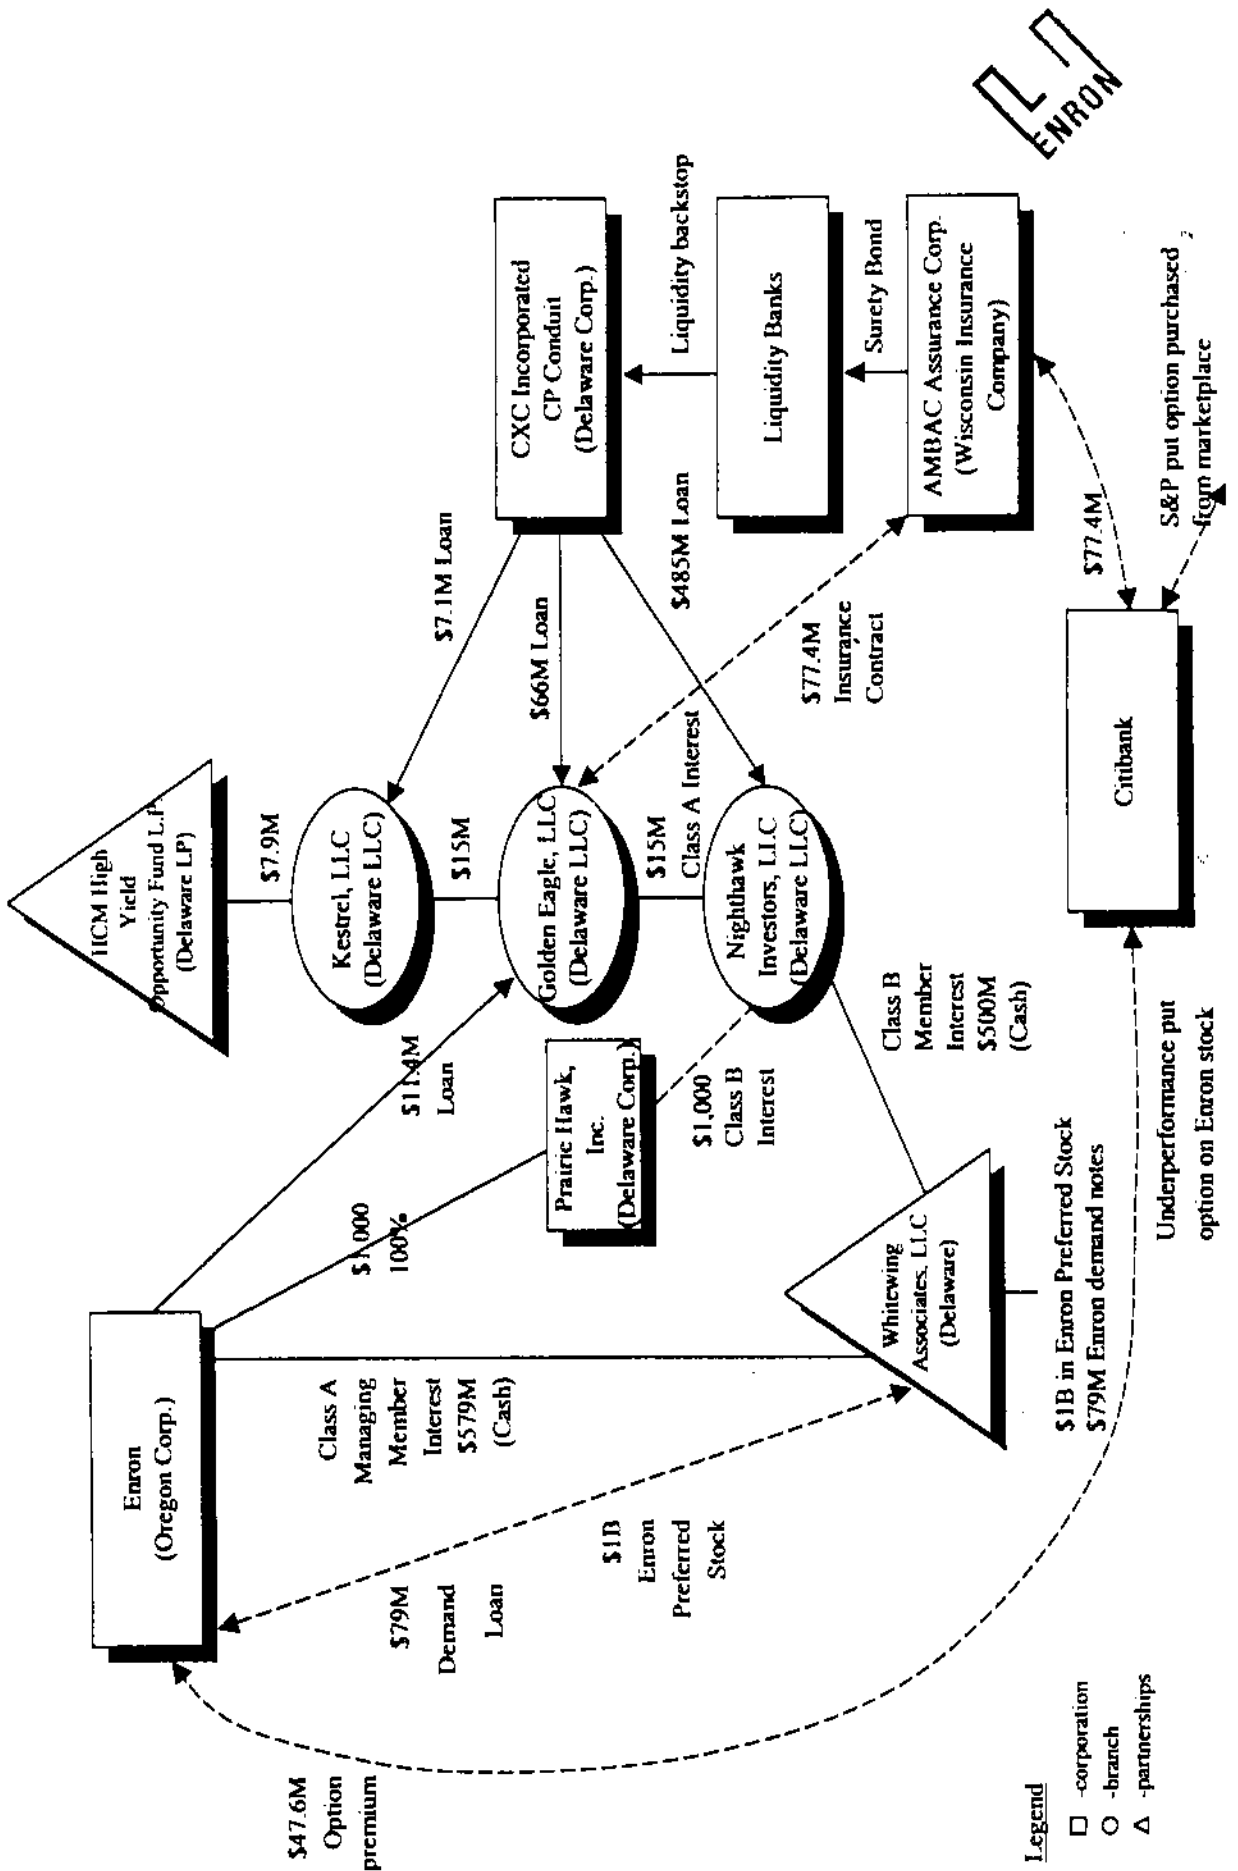 HCM High
Yield
Opportunity Fund L.P.
(Delaware LP)
$7.9M
Kestrel, LLC
(Delaware LLC)
$15M
Golden Eagle, LLC
(Delaware LLC)
$15M
Class A Interest
Nighthawk
Investors, LLC
(Delaware LLC)
$7.1M Loan
$66M Loan
$485M Loan
CXC Incorporated
CP Conduit
(Delaware Corp.)
Liquidity backstop
Liquidity Banks
Surety Bond
AMBAC Assurance Corp.
(Wisconsin Insurance
Company)
$77.4M
Insurance
Contract
$77.4M
S&P put option purchased
from marketplace
Citibank
Underperformance put
option on Enron stock
Enron
(Oregon Corp.)
$11.4M
Loan
$1,000
100%
Prairie Hawk,
Inc.
(Delaware Corp.)
$1,000
Class B
Interest
Class B
Member
Interest
$500M
(Cash)
Class A
Managing
Member
Interest
$579M
(Cash)
Whitewing
Associates, LLC
(Delaware)
$1B in Enron Preferred Stock
$79M Enron demand notes
$79M
Demand
Loan
$1B
Enron
Preferred
Stock
$47.6M
Option
premium
Legend
-corporation
-branch
-partnerships
ENRON